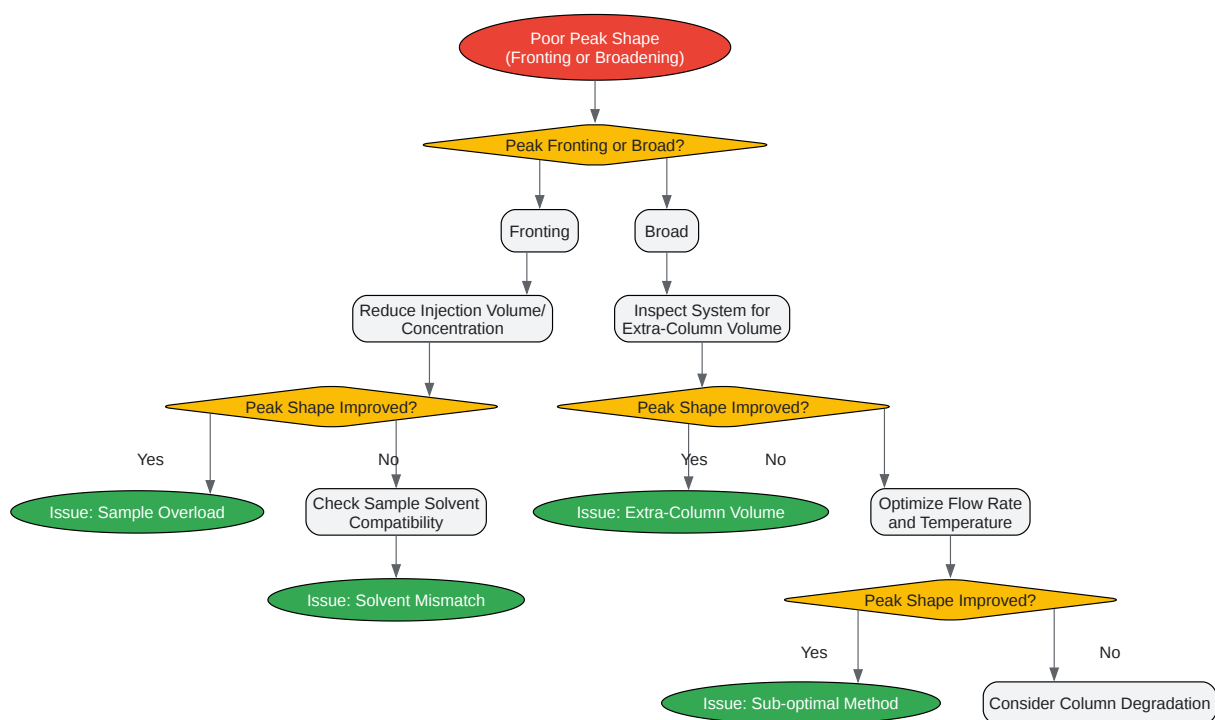 Poor Peak Shape
(Fronting or Broadening)
Peak Fronting or Broad?
Fronting
Broad
Reduce Injection Volume/
Concentration
Inspect System for
Extra-Column Volume
Peak Shape Improved?
Peak Shape Improved?
Yes
No
Yes
No
Issue: Sample Overload
Check Sample Solvent
Compatibility
Issue: Extra-Column Volume
Optimize Flow Rate
and Temperature
Issue: Solvent Mismatch
Peak Shape Improved?
Yes
No
Issue: Sub-optimal Method
Consider Column Degradation